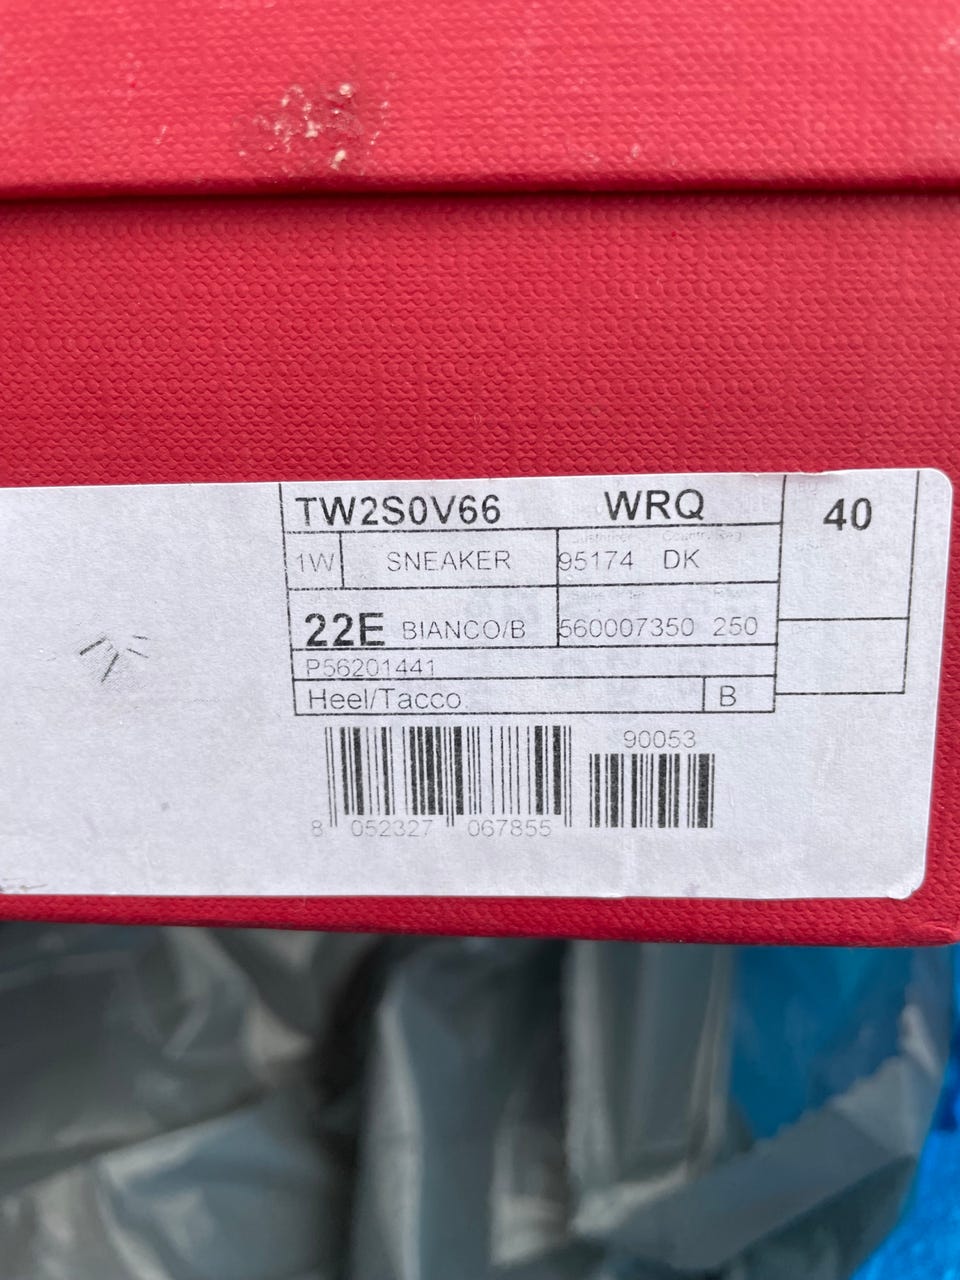 TW2S0V66 WRQ 40
1W SNEAKER 95174 DK
22E BIANCO/B 560007350 250
P56201441
Heel/Tacco B
90053
8 052327 067855